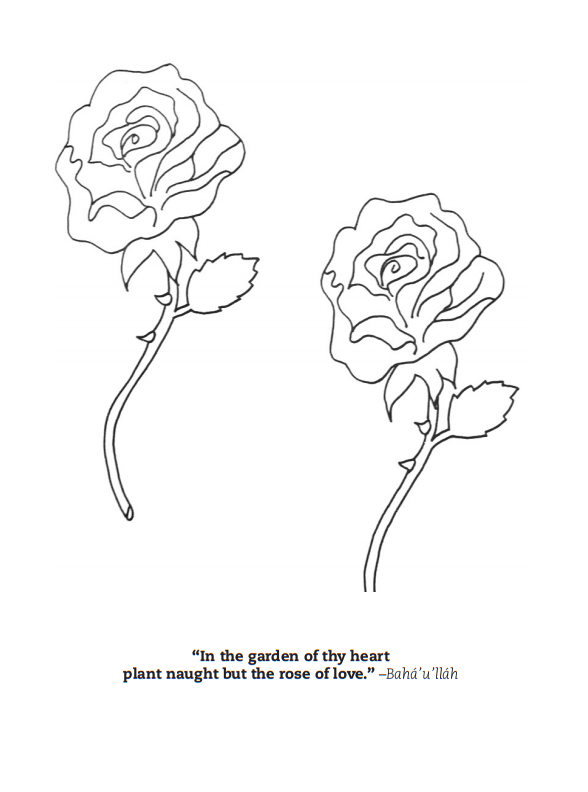 “In the garden of thy heart
plant naught but the rose of love.” –Bahá’u’lláh